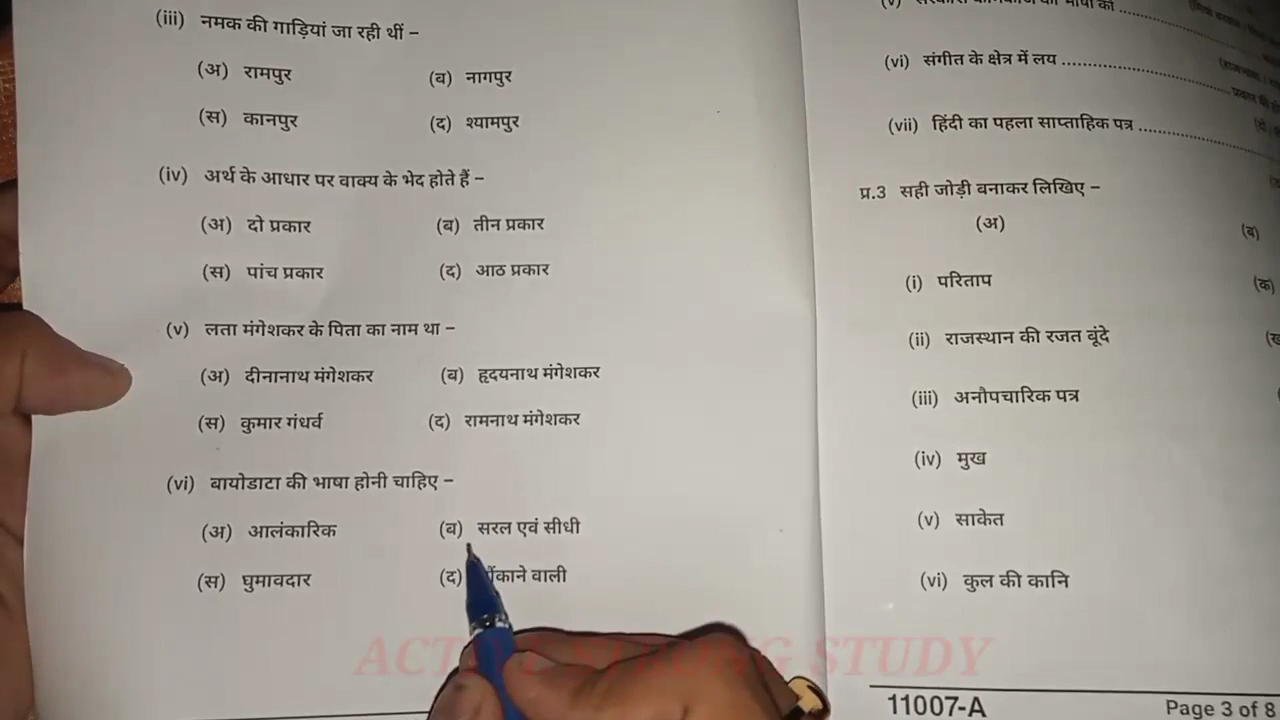 (iii) नमक की गाड़ियां जा रही थीं –
(अ) रामपुर (ब) नागपुर
(स) कानपुर (द) श्यामपुर
(iv) अर्थ के आधार पर वाक्य के भेद होते हैं –
(अ) दो प्रकार (ब) तीन प्रकार
(स) पांच प्रकार (द) आठ प्रकार
(v) लता मंगेशकर के पिता का नाम था –
(अ) दीनानाथ मंगेशकर (ब) हृदयनाथ मंगेशकर
(स) कुमार गंधर्व (द) रामनाथ मंगेशकर
(vi) बायोडाटा की भाषा होनी चाहिए –
(अ) आलंकारिक (ब) सरल एवं सीधी
(स) घुमावदार (द) वाली
(v)
(vi) संगीत के क्षेत्र में लय ...........................
(vii) हिंदी का पहला साप्ताहिक पत्र ......................
प्र.3 सही जोड़ी बनाकर लिखिए –
(अ) (ब)
(i) परिताप (क)
(ii) राजस्थान की रजत बूंदे
(iii) अनौपचारिक पत्र
(iv) मुख
(v) साकेत
(vi) कुल की कानि
STUDY
11007-A Page 3 of 8